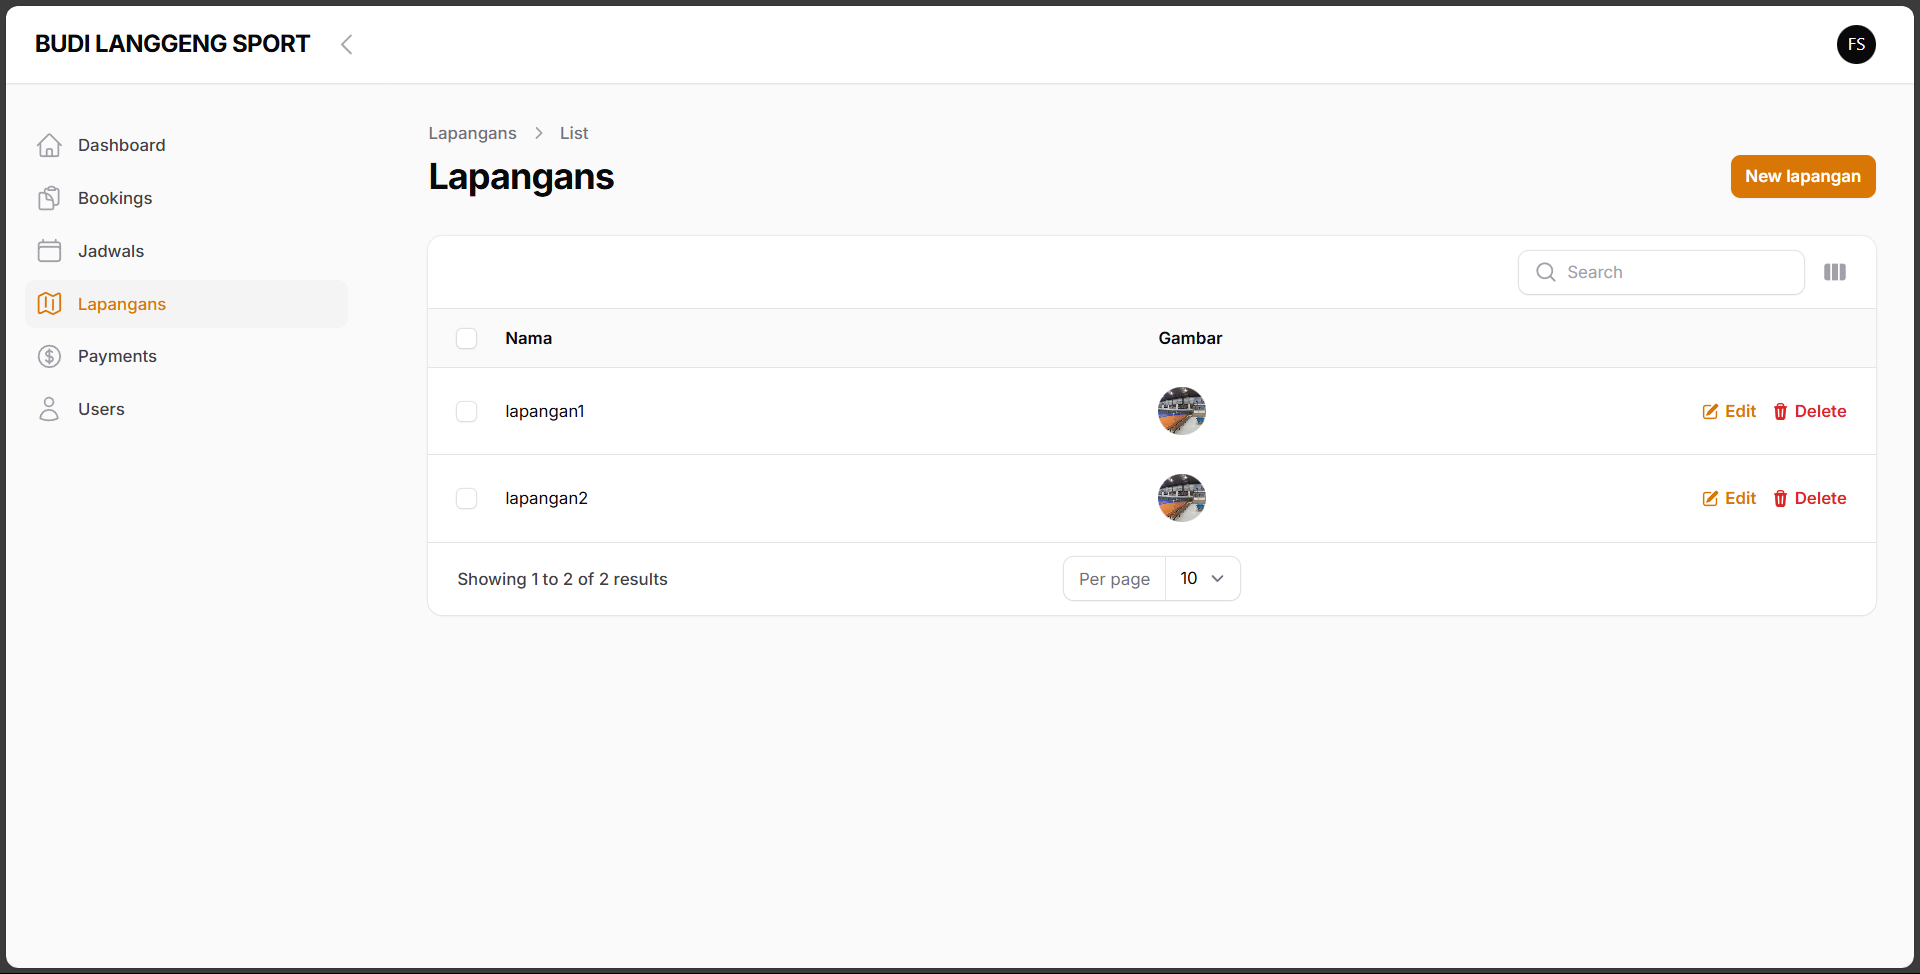 BUDI LANGGENG SPORT
FS
Dashboard
Bookings
Jadwals
Lapangans
Payments
Users
Lapangans > List
Lapangans
New lapangan
Search
Nama Gambar
lapangan1 Edit Delete
lapangan2 Edit Delete
Showing 1 to 2 of 2 results Per page 10